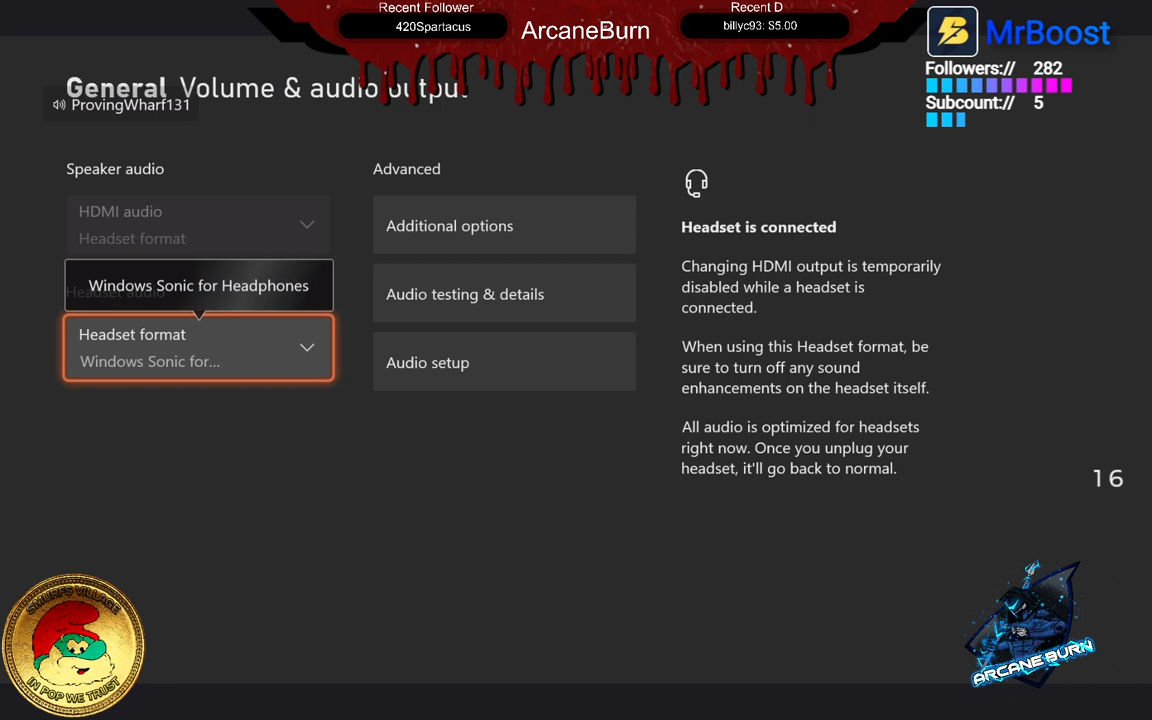 Recent Follower
420Spartacus
ArcaneBurn
Recent D
billyc93: $5.00
MrBoost
Followers:// 282
Subcount:// 5
General Volume & audio output
ProvingWharf131
Speaker audio
HDMI audio
Headset format
Windows Sonic for Headphones
Headset audio
Headset format
Windows Sonic for...
Advanced
Additional options
Audio testing & details
Audio setup
Headset is connected
Changing HDMI output is temporarily
disabled while a headset is
connected.
When using this Headset format, be
sure to turn off any sound
enhancements on the headset itself.
All audio is optimized for headsets
right now. Once you unplug your
headset, it'll go back to normal.
16
SMURFS VILLAGE
IN POP WE TRUST
ARCANE BURN